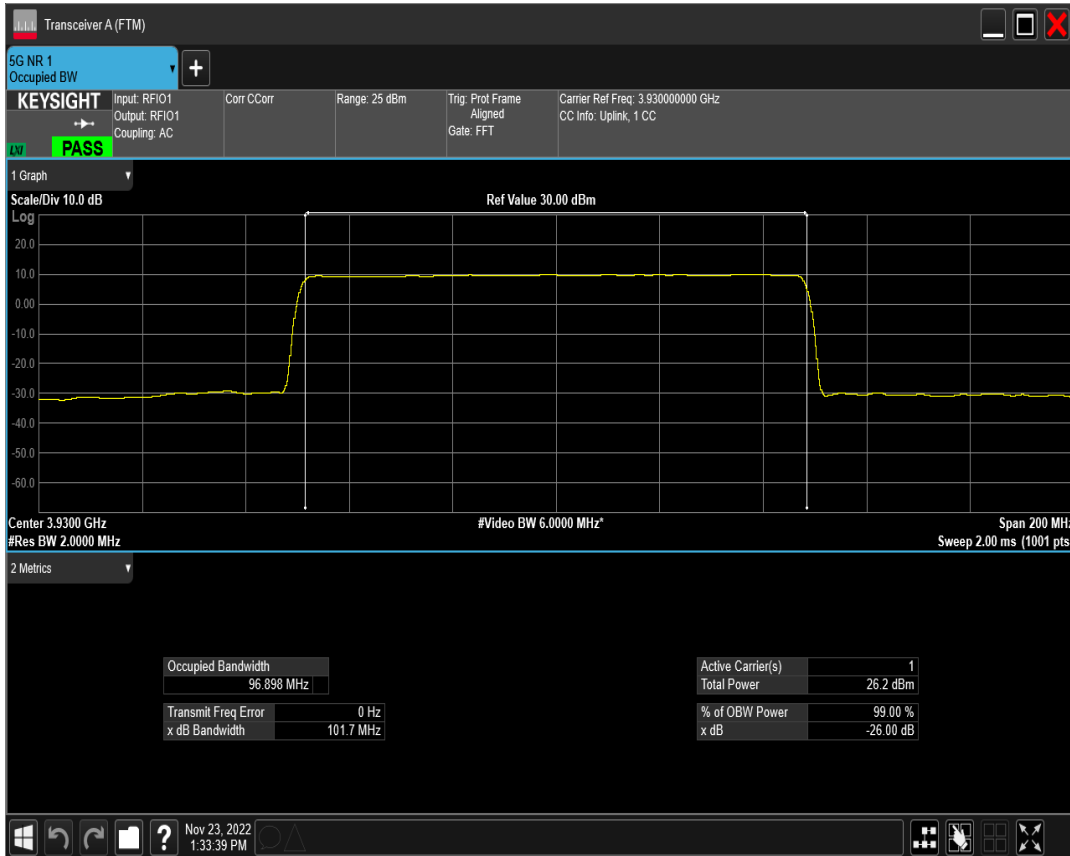 Transceiver A (FTM)
5G NR 1
Occupied BW
+
KEYSIGHT
LXI
PASS
Input: RFIO1
Output: RFIO1
Coupling: AC
Corr CCorr
Range: 25 dBm
Trig: Prot Frame
Aligned
Gate: FFT
Carrier Ref Freq: 3.930000000 GHz
CC Info: Uplink, 1 CC
1 Graph
Scale/Div 10.0 dB
Ref Value 30.00 dBm
Log
20.0
10.0
0.00
-10.0
-20.0
-30.0
-40.0
-50.0
-60.0
Center 3.9300 GHz
#Video BW 6.0000 MHz*
Span 200 MHz
#Res BW 2.0000 MHz
Sweep 2.00 ms (1001 pts
2 Metrics
Occupied Bandwidth
96.898 MHz
Transmit Freq Error 0 Hz
x dB Bandwidth 101.7 MHz
Active Carrier(s) 1
Total Power 26.2 dBm
% of OBW Power 99.00 %
x dB -26.00 dB
?
Nov 23, 2022
1:33:39 PM